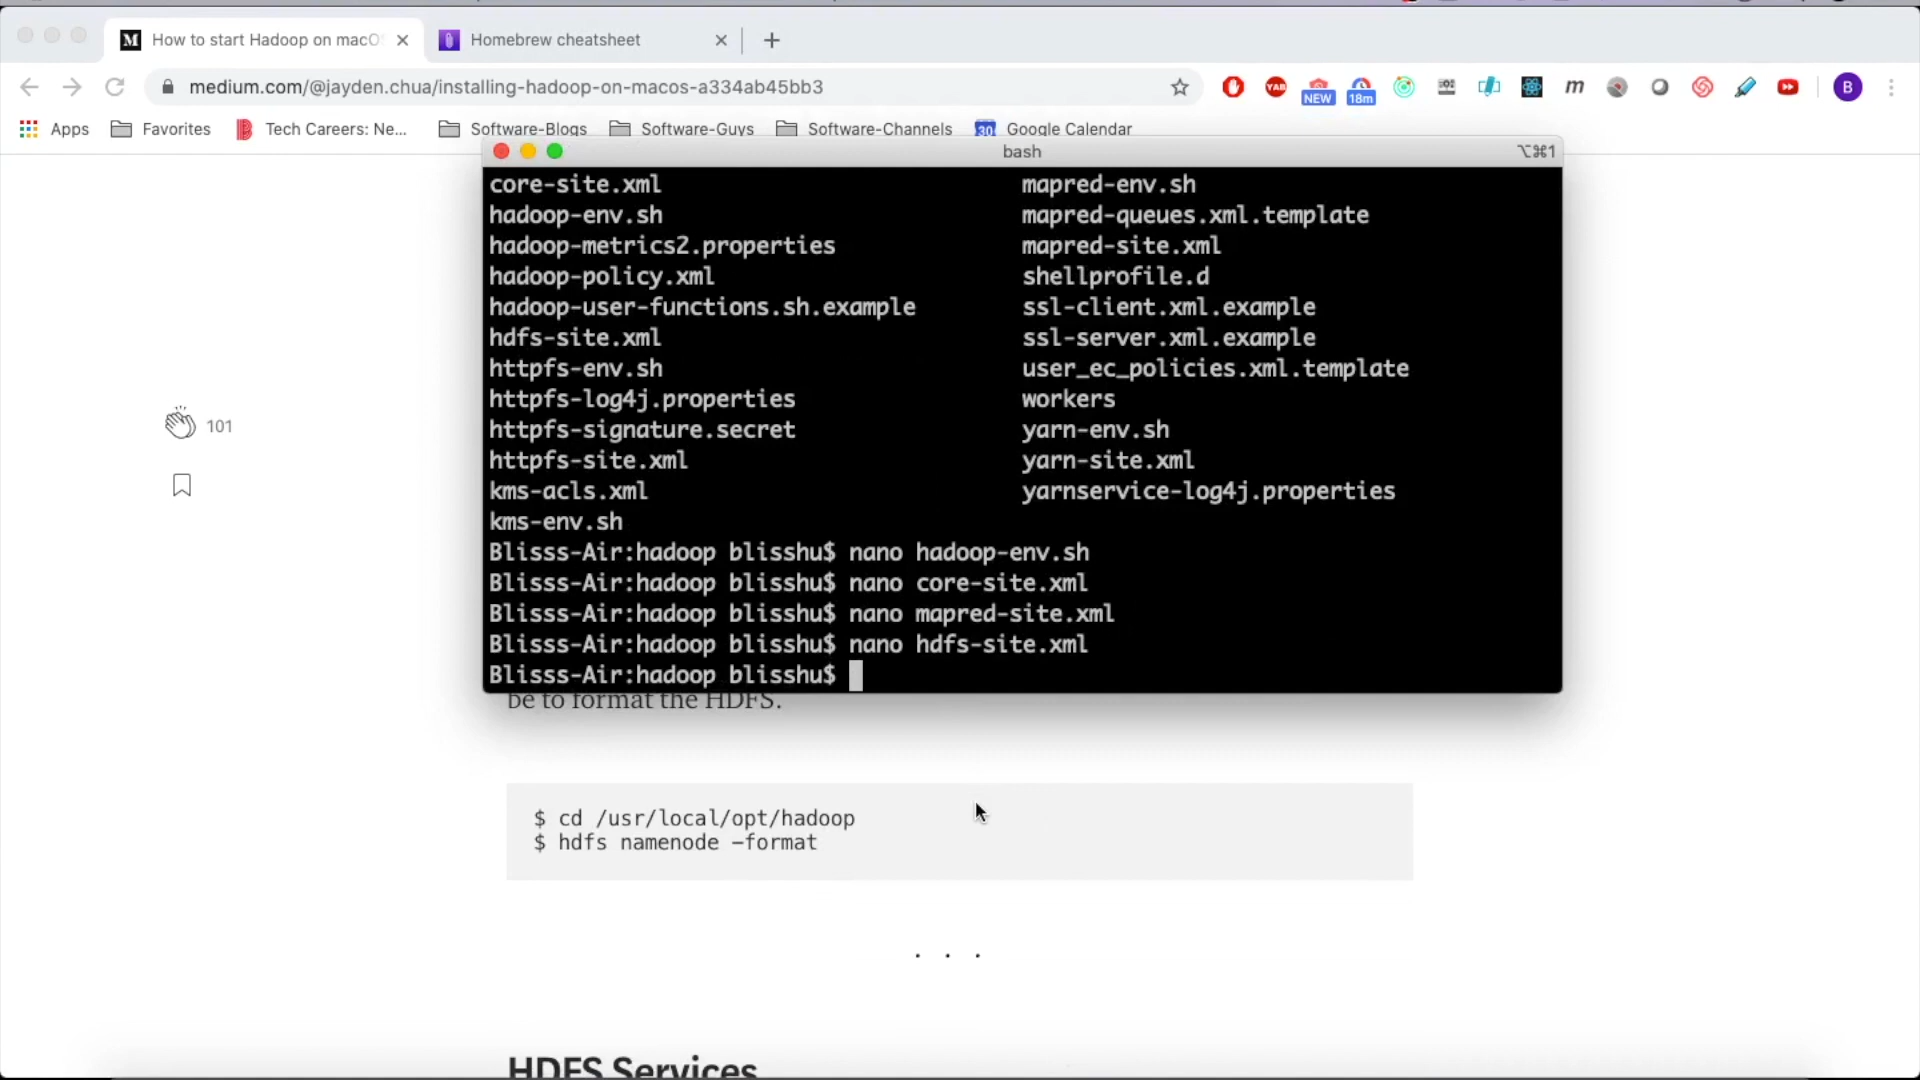 How to start Hadoop on macO
Homebrew cheatsheet
medium.com/@jayden.chua/installing-hadoop-on-macos-a334ab45bb3
YAB
NEW
18m
m
B
Apps
Favorites
Tech Careers: Ne...
Software-Blogs
Software-Guys
Software-Channels
30
Google Calendar
bash
⌥⌘1
core-site.xml mapred-env.sh
hadoop-env.sh mapred-queues.xml.template
hadoop-metrics2.properties mapred-site.xml
hadoop-policy.xml shellprofile.d
hadoop-user-functions.sh.example ssl-client.xml.example
hdfs-site.xml ssl-server.xml.example
httpfs-env.sh user_ec_policies.xml.template
httpfs-log4j.properties workers
httpfs-signature.secret yarn-env.sh
httpfs-site.xml yarn-site.xml
kms-acls.xml yarnservice-log4j.properties
kms-env.sh
Blisss-Air:hadoop blisshu$ nano hadoop-env.sh
Blisss-Air:hadoop blisshu$ nano core-site.xml
Blisss-Air:hadoop blisshu$ nano mapred-site.xml
Blisss-Air:hadoop blisshu$ nano hdfs-site.xml
Blisss-Air:hadoop blisshu$
101
be to format the HDFS.
$ cd /usr/local/opt/hadoop
$ hdfs namenode -format
. . .
HDFS Services